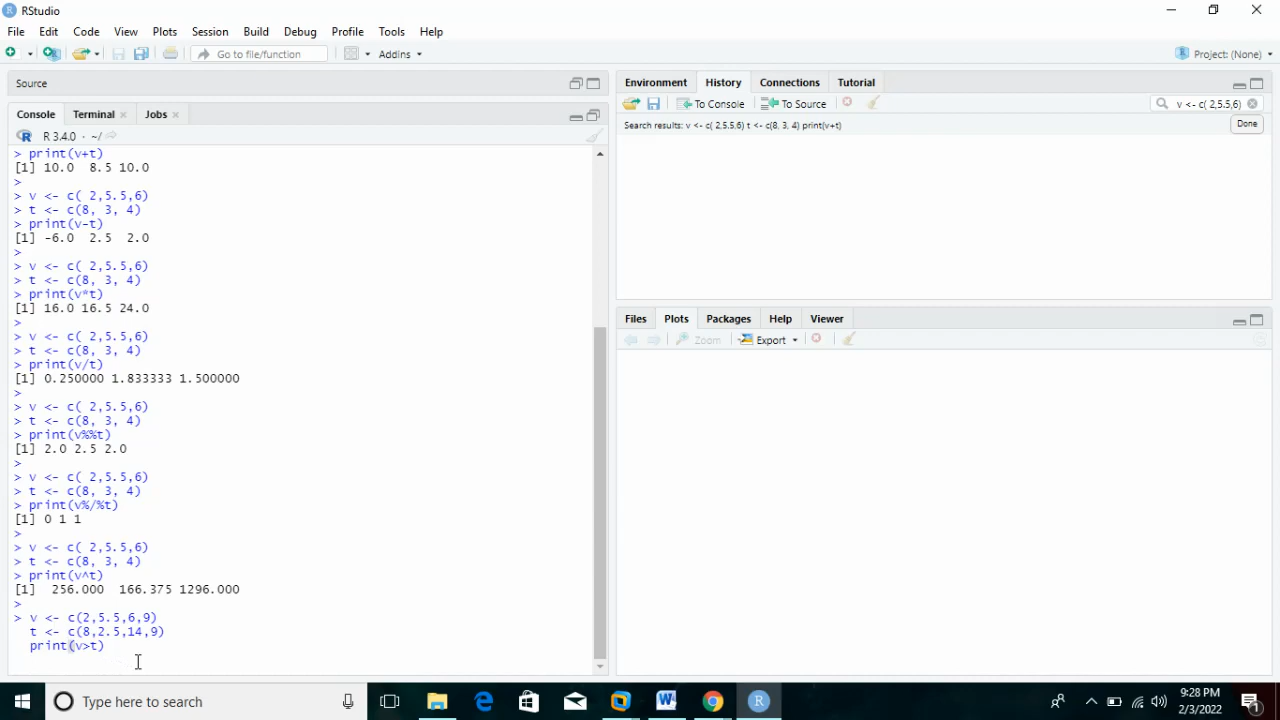 RStudio
File Edit Code View Plots Session Build Debug Profile Tools Help
Go to file/function Addins Project: (None)
Source
Console Terminal Jobs
R 3.4.0 · ~/
> print(v+t)
[1] 10.0  8.5 10.0
>
> v <- c( 2,5.5,6)
> t <- c(8, 3, 4)
> print(v-t)
[1] -6.0  2.5  2.0
>
> v <- c( 2,5.5,6)
> t <- c(8, 3, 4)
> print(v*t)
[1] 16.0 16.5 24.0
>
> v <- c( 2,5.5,6)
> t <- c(8, 3, 4)
> print(v/t)
[1] 0.250000 1.833333 1.500000
>
> v <- c( 2,5.5,6)
> t <- c(8, 3, 4)
> print(v%%t)
[1] 2.0 2.5 2.0
>
> v <- c( 2,5.5,6)
> t <- c(8, 3, 4)
> print(v%/%t)
[1] 0 1 1
>
> v <- c( 2,5.5,6)
> t <- c(8, 3, 4)
> print(v^t)
[1]  256.000  166.375 1296.000
>
> v <- c(2,5.5,6,9)
t <- c(8,2.5,14,9)
print(v>t)
Environment History Connections Tutorial
To Console To Source v <- c( 2,5.5,6)
Search results: v <- c( 2,5.5,6) t <- c(8, 3, 4) print(v+t) Done
Files Plots Packages Help Viewer
Zoom Export
Type here to search
9:28 PM
2/3/2022
1